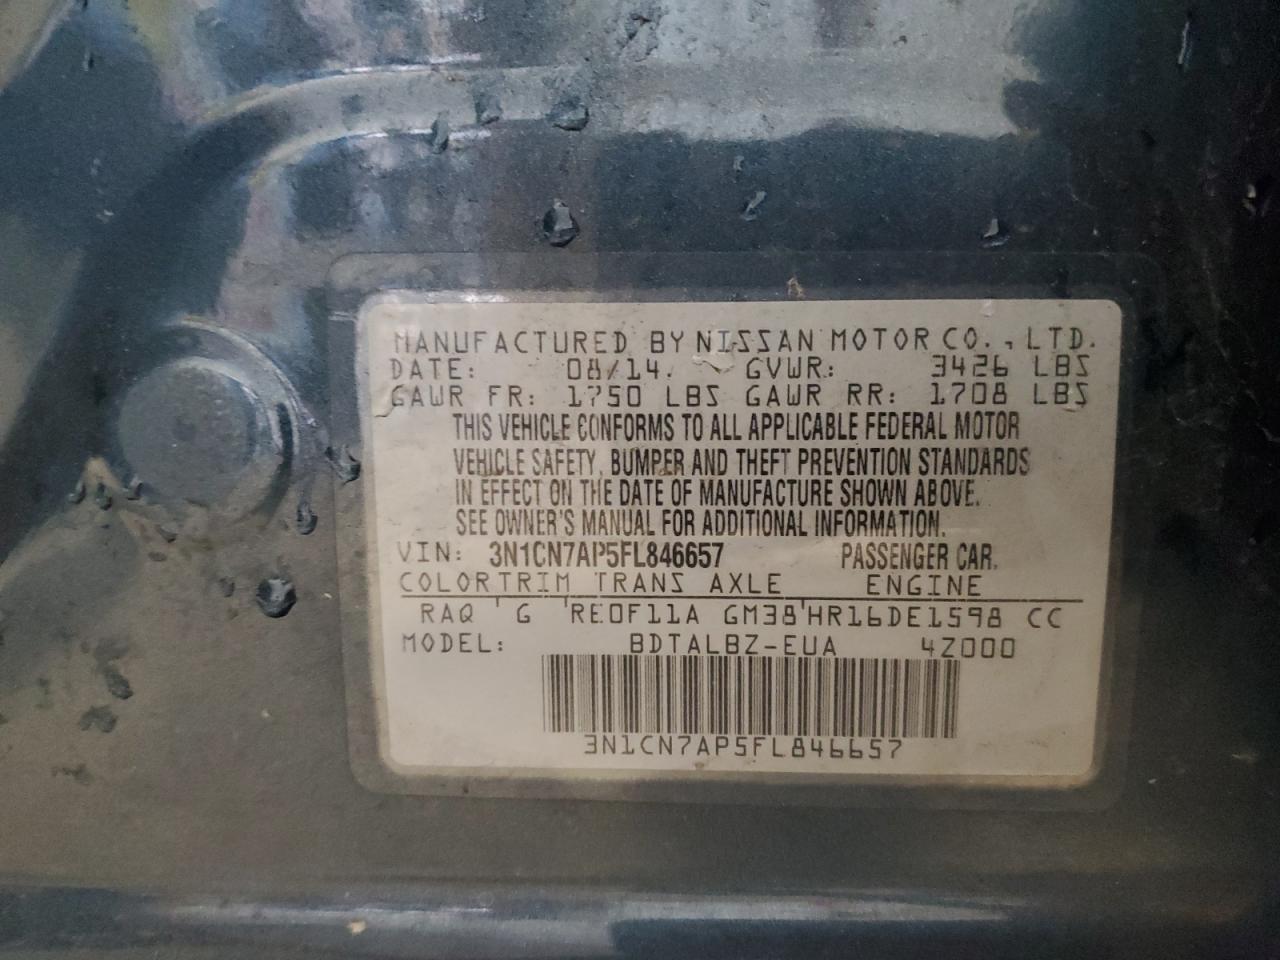 MANUFACTURED BY NISSAN MOTOR CO., LTD.
DATE: 08/14. GVWR: 3426 LBS
GAWR FR: 1750 LBS GAWR RR: 1708 LBS
THIS VEHICLE CONFORMS TO ALL APPLICABLE FEDERAL MOTOR
VEHICLE SAFETY, BUMPER AND THEFT PREVENTION STANDARDS
IN EFFECT ON THE DATE OF MANUFACTURE SHOWN ABOVE.
SEE OWNER'S MANUAL FOR ADDITIONAL INFORMATION.
VIN: 3N1CN7AP5FL846657 PASSENGER CAR.
COLOR TRIM TRANS AXLE ENGINE
RAQ ' G 'RE0F11A GM38'HR16DE1598 CC
MODEL: BDTALBZ-EUA 4Z000
3N1CN7AP5FL846657